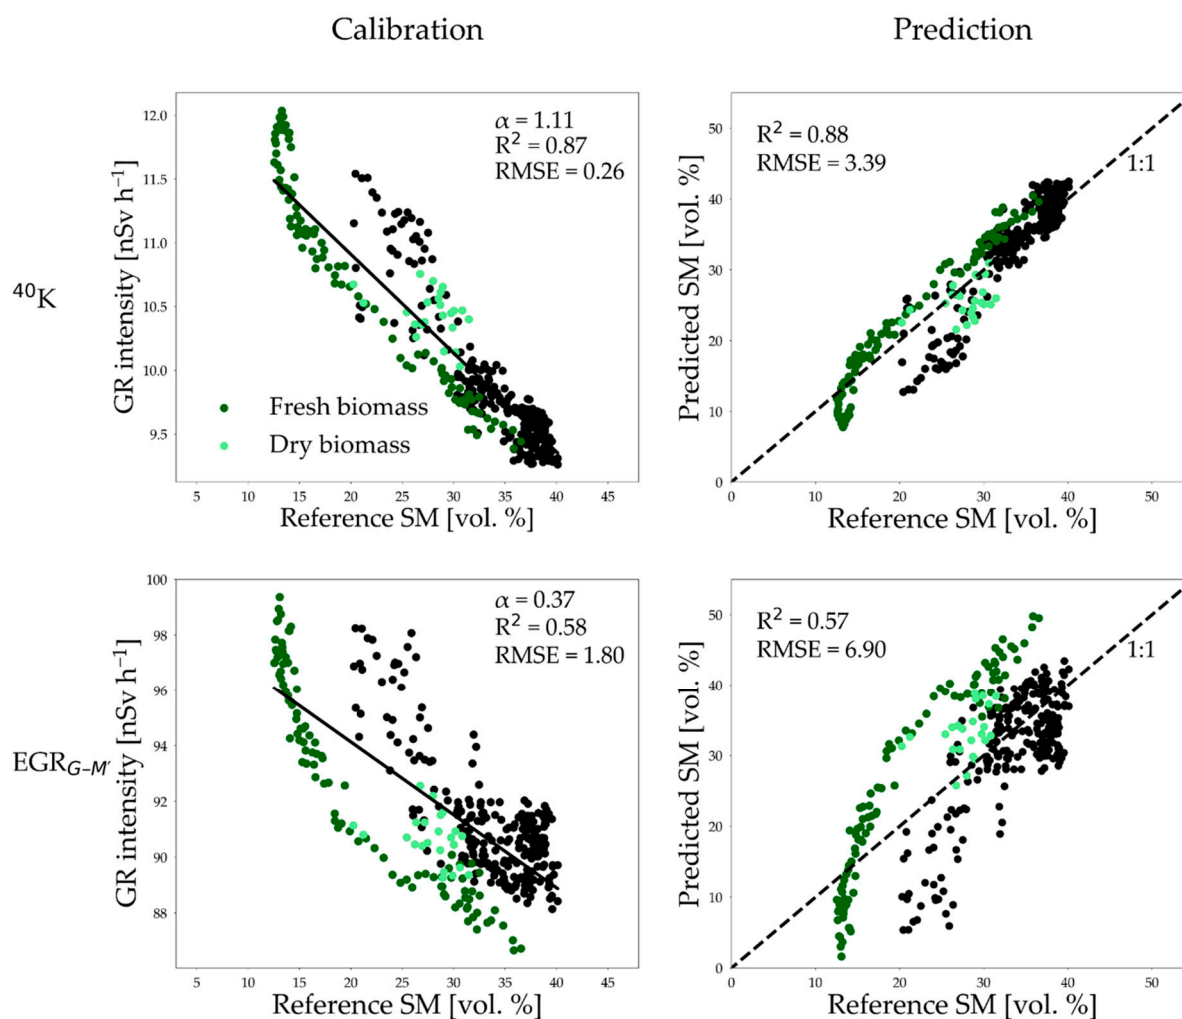 Calibration
Prediction
⁴⁰K
GR intensity [nSv h⁻¹]
12.0
11.5
11.0
10.5
10.0
9.5
α = 1.11
R² = 0.87
RMSE = 0.26
Fresh biomass
Dry biomass
5 10 15 20 25 30 35 40 45
Reference SM [vol. %]
Predicted SM [vol. %]
50
40
30
20
10
0
R² = 0.88
RMSE = 3.39
1:1
0 10 20 30 40 50
Reference SM [vol. %]
EGR_G–M′
GR intensity [nSv h⁻¹]
100
98
96
94
92
90
88
α = 0.37
R² = 0.58
RMSE = 1.80
5 10 15 20 25 30 35 40 45
Reference SM [vol. %]
Predicted SM [vol. %]
50
40
30
20
10
0
R² = 0.57
RMSE = 6.90
1:1
0 10 20 30 40 50
Reference SM [vol. %]